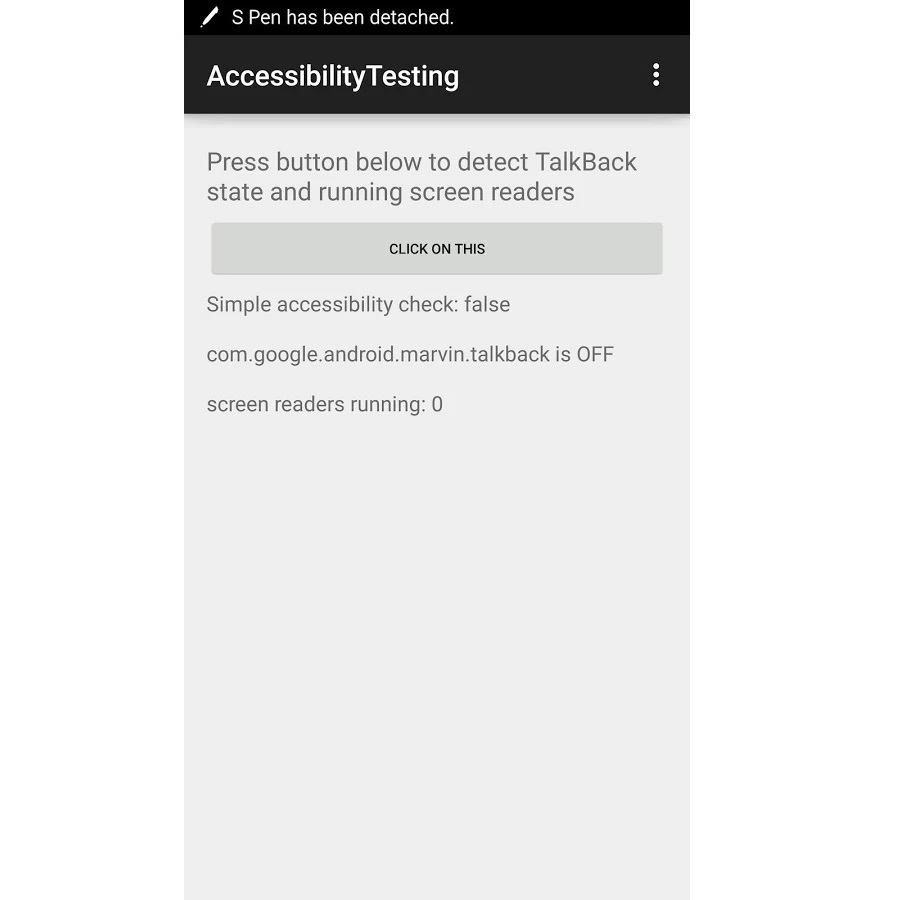 S Pen has been detached.
AccessibilityTesting
Press button below to detect TalkBack
state and running screen readers
CLICK ON THIS
Simple accessibility check: false
com.google.android.marvin.talkback is OFF
screen readers running: 0